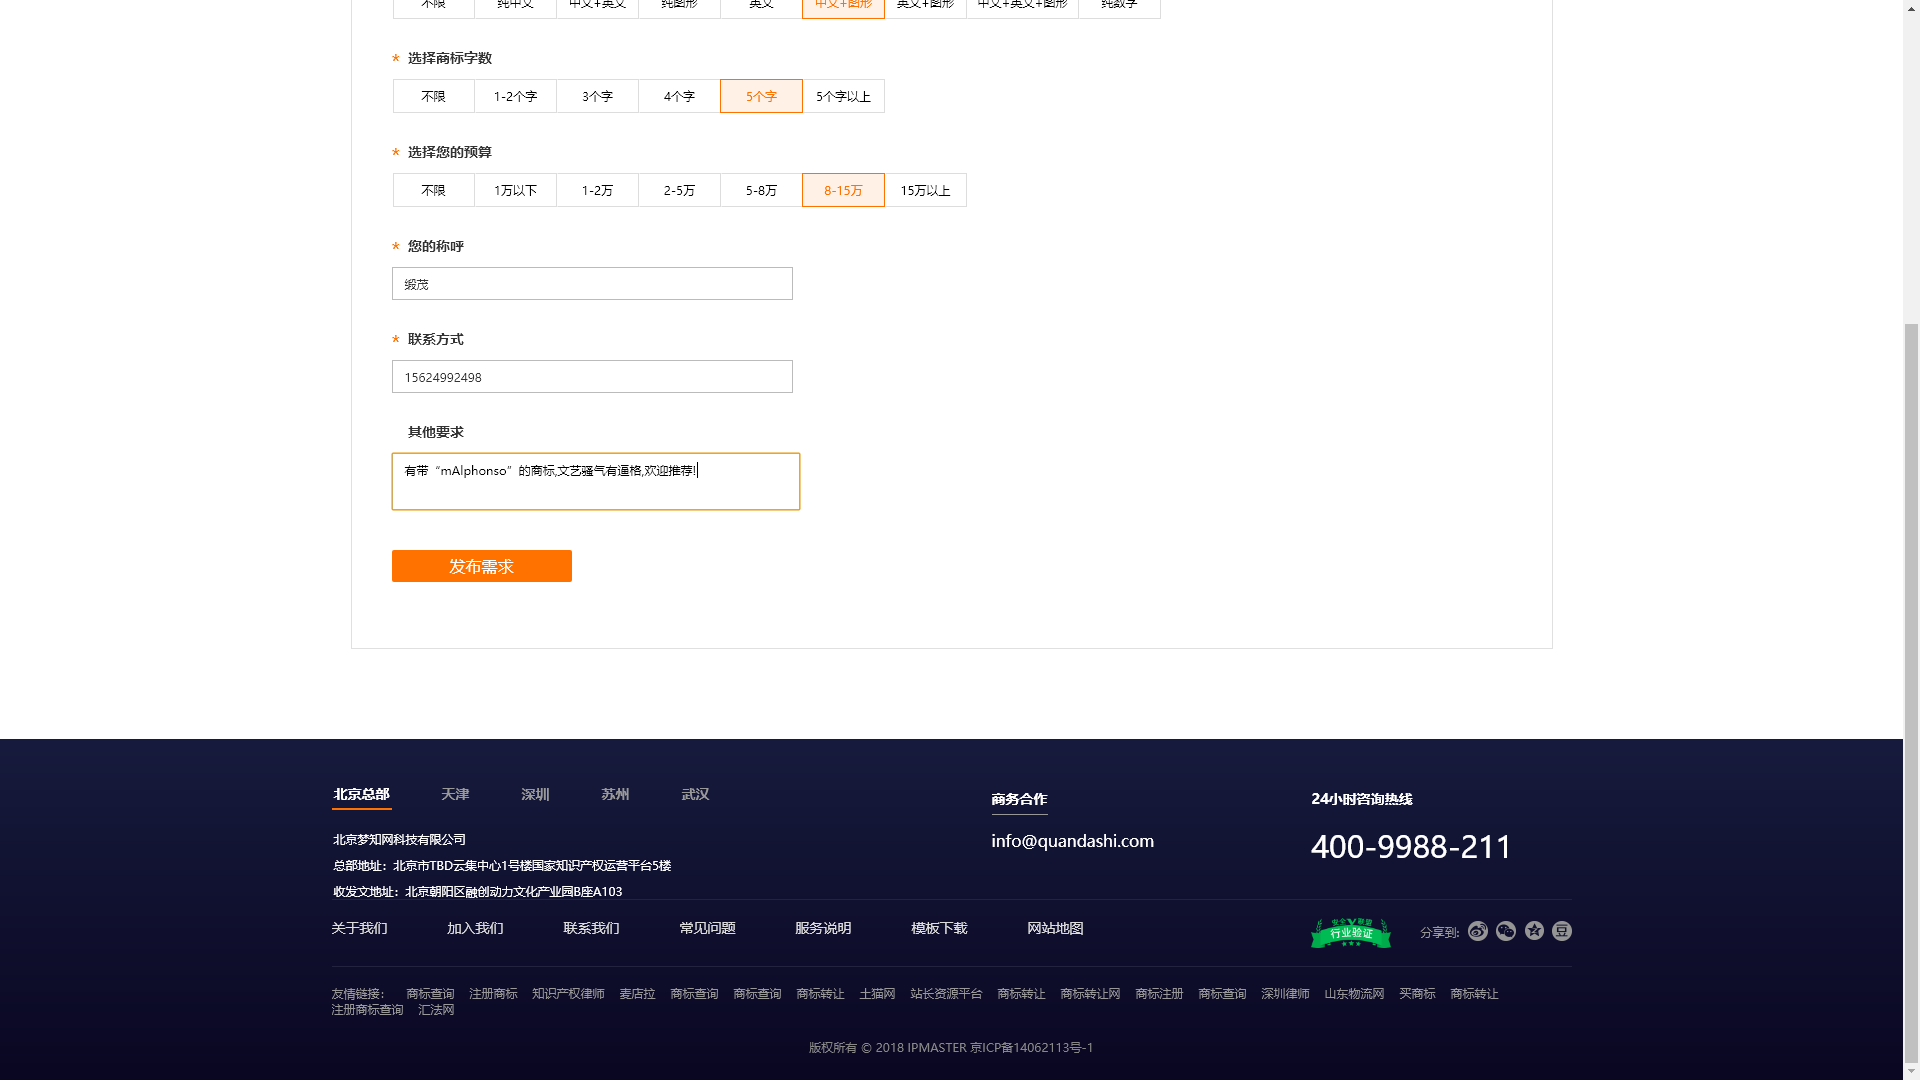 不限 纯中文 中文+英文 纯图形 英文 中文+图形 英文+图形 中文+英文+图形 纯数字
* 选择商标字数
不限 1-2个字 3个字 4个字 5个字 5个字以上
* 选择您的预算
不限 1万以下 1-2万 2-5万 5-8万 8-15万 15万以上
* 您的称呼
缎茂
* 联系方式
15624992498
其他要求
有带“mAlphonso”的商标,文艺骚气有逼格,欢迎推荐!
发布需求
北京总部 天津 深圳 苏州 武汉
北京梦知网科技有限公司
总部地址：北京市TBD云集中心1号楼国家知识产权运营平台5楼
收发文地址：北京朝阳区融创动力文化产业园B座A103
商务合作
info@quandashi.com
24小时咨询热线
400-9988-211
关于我们 加入我们 联系我们 常见问题 服务说明 模板下载 网站地图
安全联盟
行业验证
分享到:
豆
友情链接： 商标查询 注册商标 知识产权律师 麦店拉 商标查询 商标查询 商标转让 土猫网 站长资源平台 商标转让 商标转让网 商标注册 商标查询 深圳律师 山东物流网 买商标 商标转让
注册商标查询 汇法网
版权所有 © 2018 IPMASTER 京ICP备14062113号-1